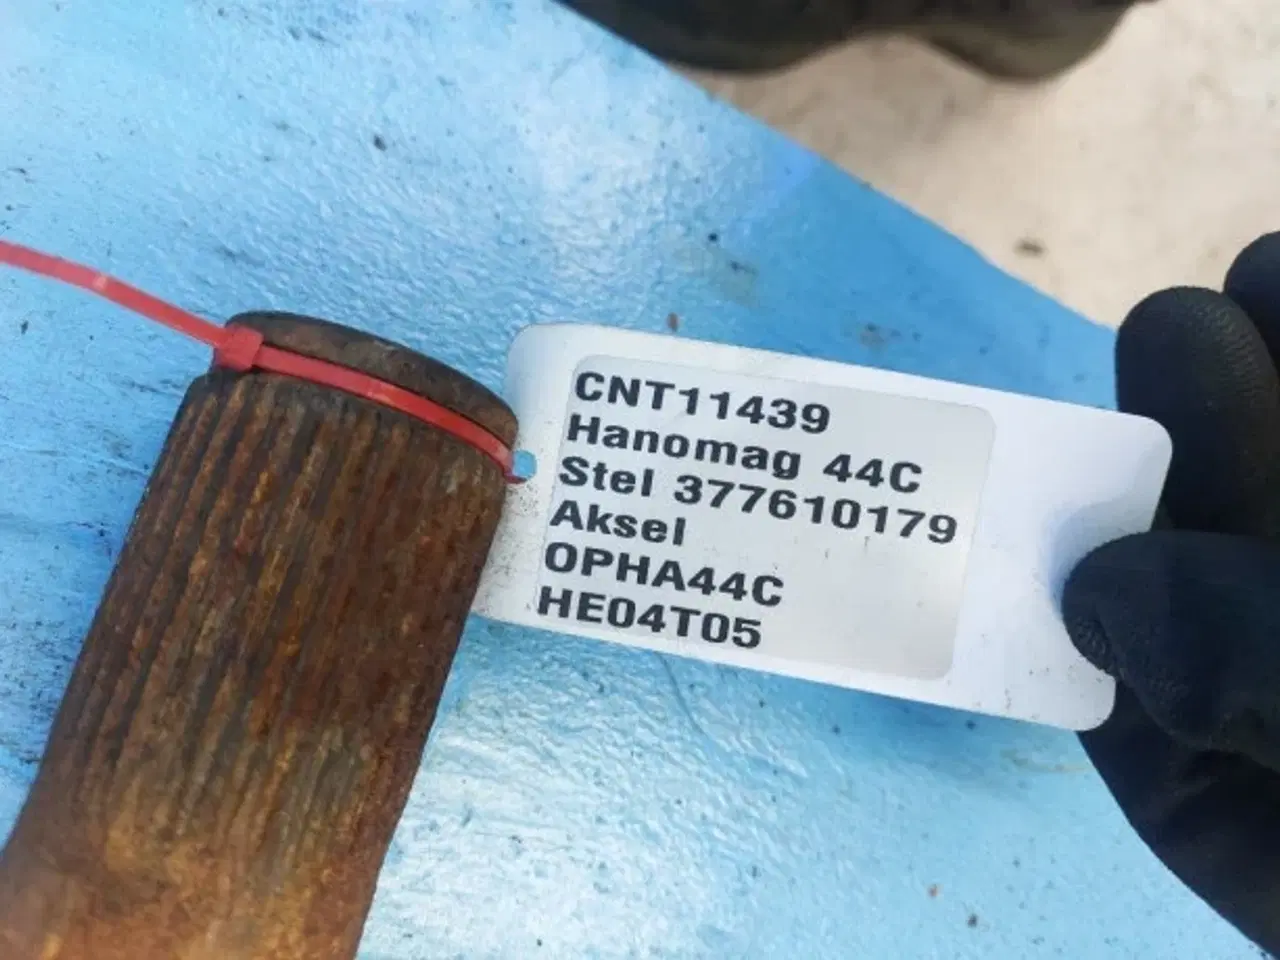 CNT11439
Hanomag 44C
Stel 377610179
Aksel
OPHA44C
HE04T05